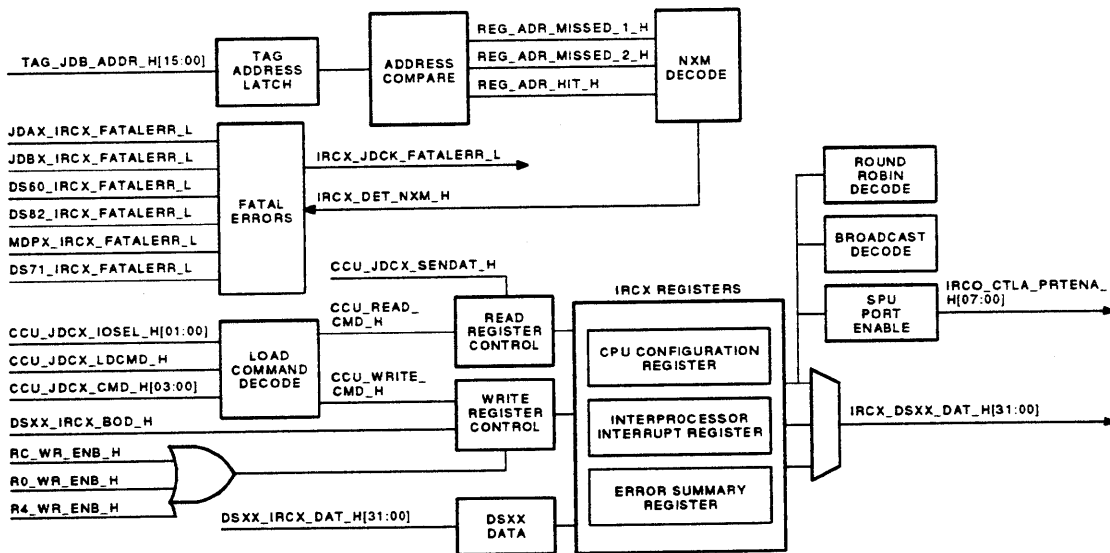 TAG_JDB_ADDR_H[15:00]
TAG
ADDRESS
LATCH
ADDRESS
COMPARE
REG_ADR_MISSED_1_H
REG_ADR_MISSED_2_H
REG_ADR_HIT_H
NXM
DECODE
JDAX_IRCX_FATALERR_L
JDBX_IRCX_FATALERR_L
DS60_IRCX_FATALERR_L
DS82_IRCX_FATALERR_L
MDPX_IRCX_FATALERR_L
DS71_IRCX_FATALERR_L
FATAL
ERRORS
IRCX_JDCK_FATALERR_L
IRCX_DET_NXM_H
ROUND
ROBIN
DECODE
BROADCAST
DECODE
SPU
PORT
ENABLE
IRCO_CTLA_PRTENA_
H[07:00]
CCU_JDCX_SENDAT_H
CCU_READ_
CMD_H
READ
REGISTER
CONTROL
CCU_JDCX_IOSEL_H[01:00]
CCU_JDCX_LDCMD_H
CCU_JDCX_CMD_H[03:00]
LOAD
COMMAND
DECODE
CCU_WRITE_
CMD_H
WRITE
REGISTER
CONTROL
DSXX_IRCX_BOD_H
RC_WR_ENB_H
R0_WR_ENB_H
R4_WR_ENB_H
DSXX_IRCX_DAT_H[31:00]
DSXX
DATA
IRCX REGISTERS
CPU CONFIGURATION
REGISTER
INTERPROCESSOR
INTERRUPT REGISTER
ERROR SUMMARY
REGISTER
IRCX_DSXX_DAT_H[31:00]